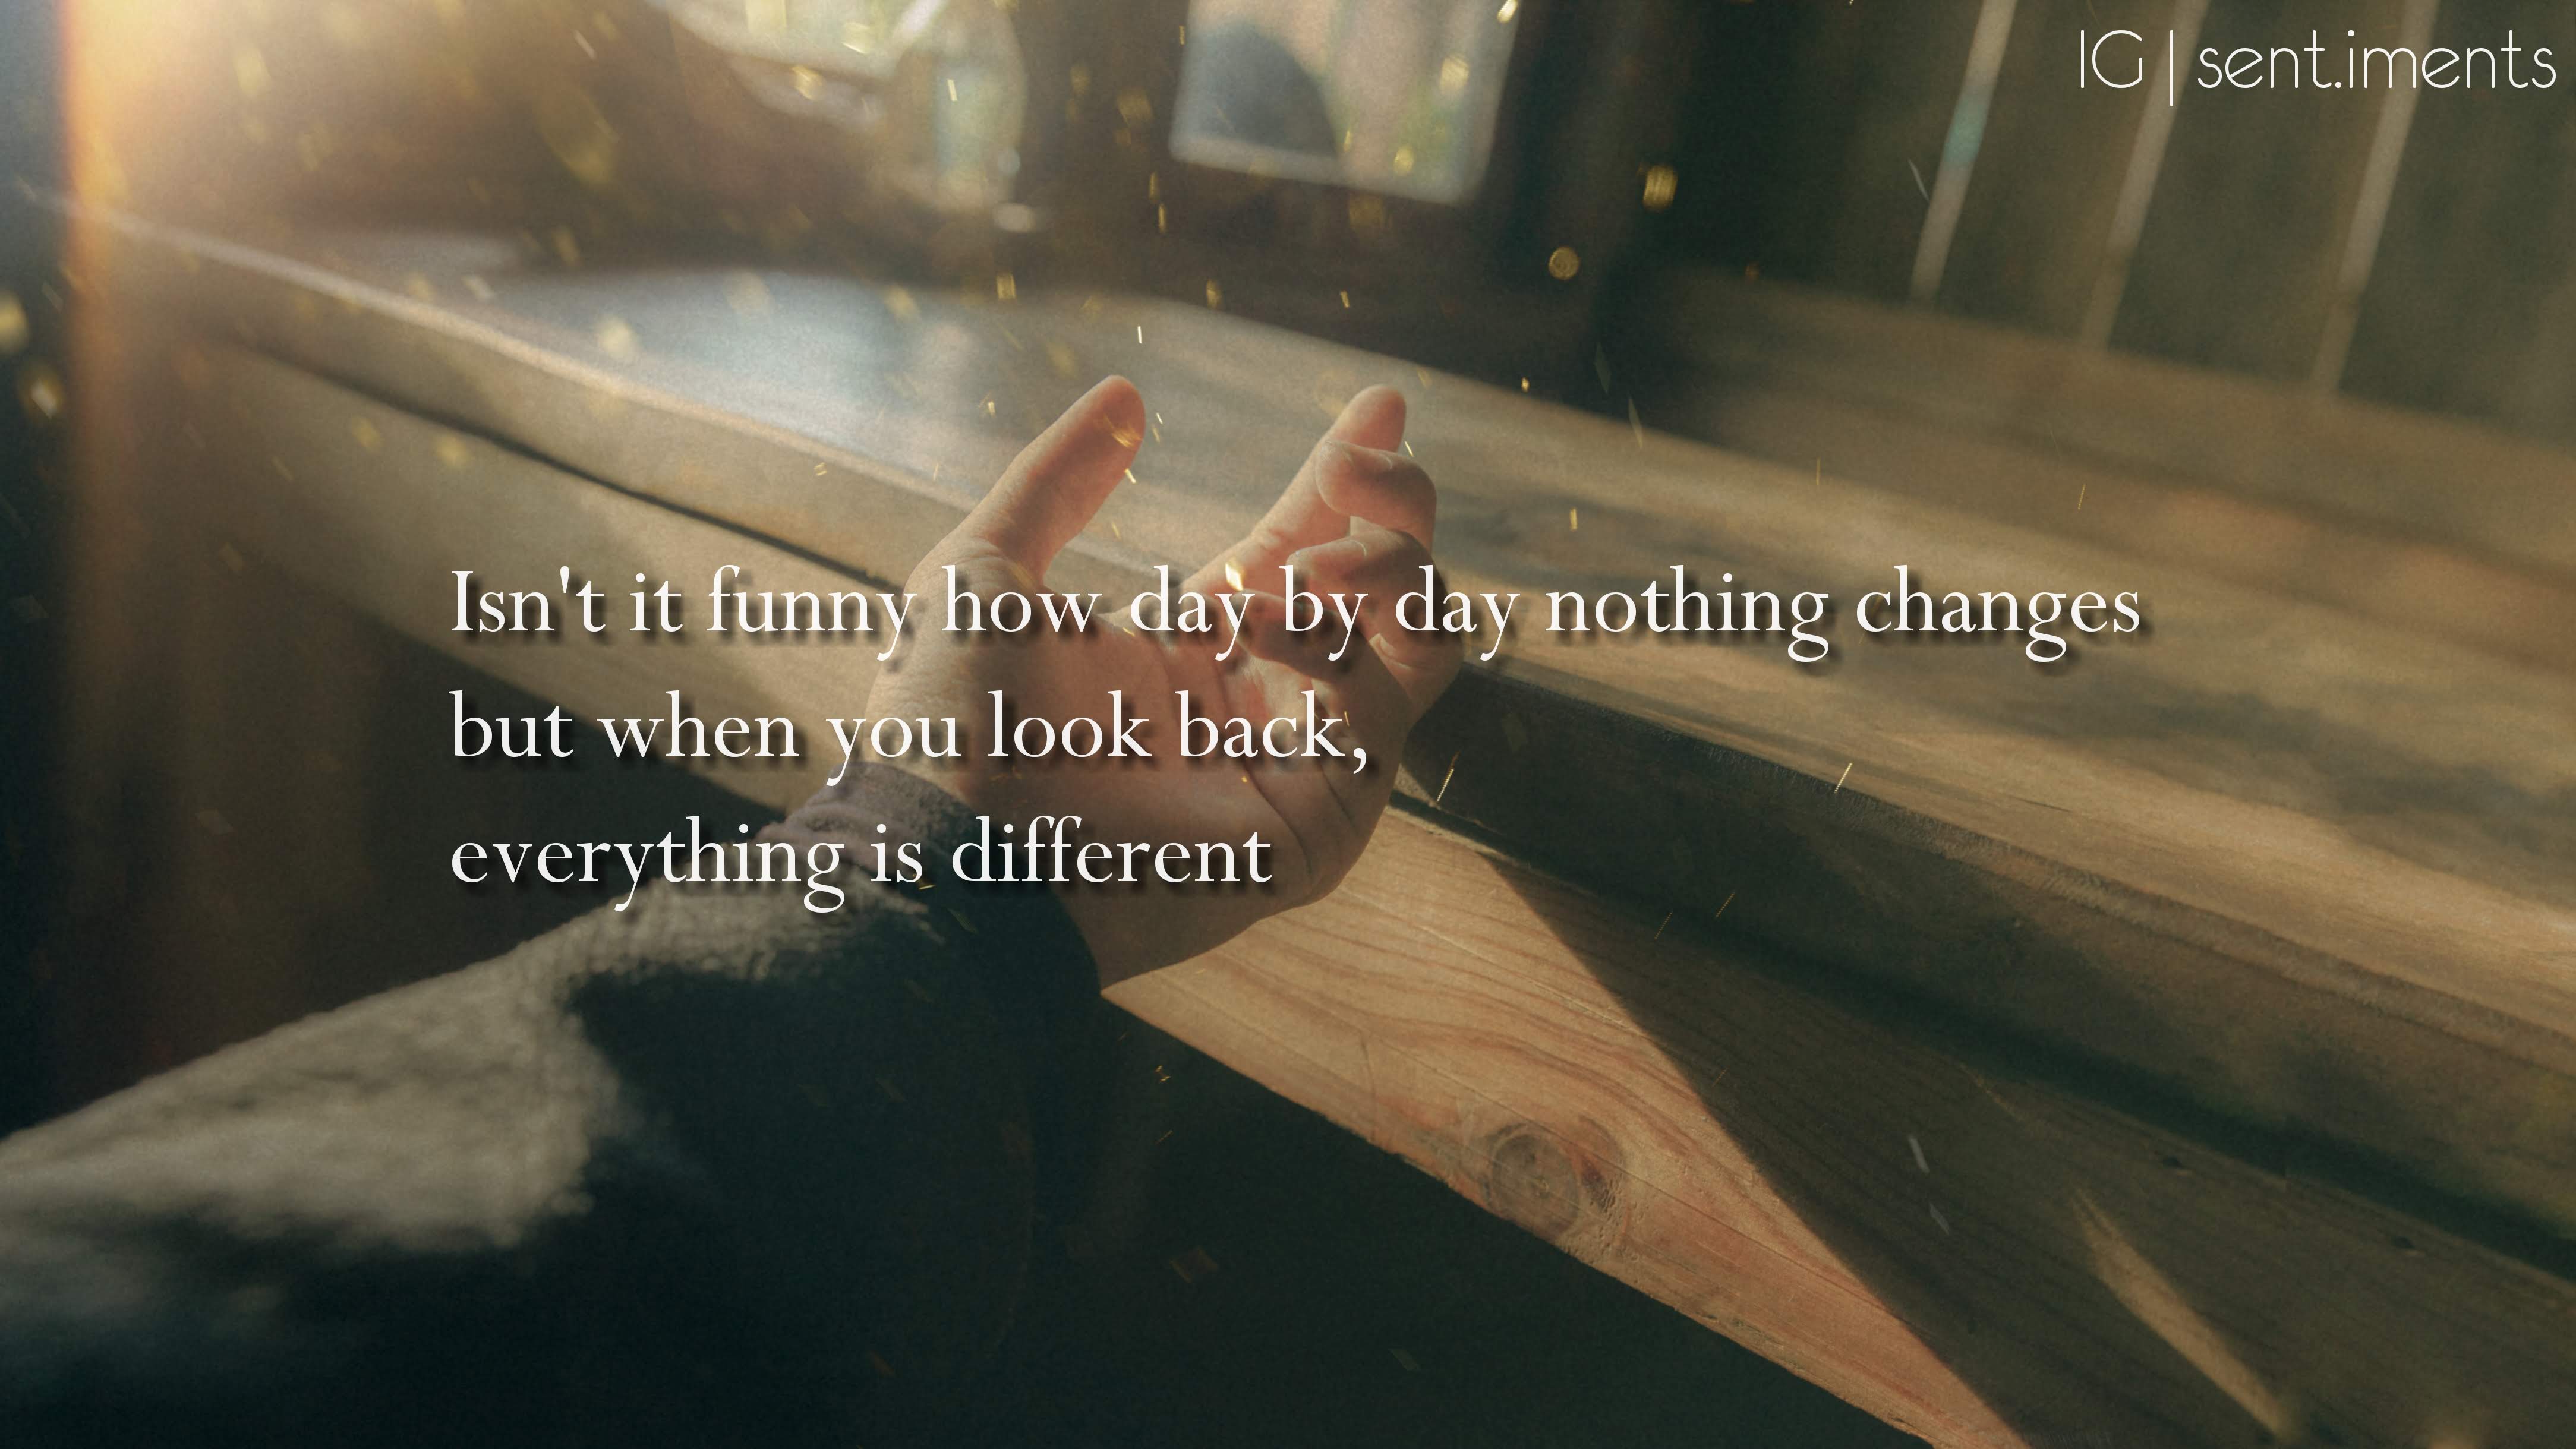 IG | sent.iments
Isn't it funny how day by day nothing changes
but when you look back,
everything is different